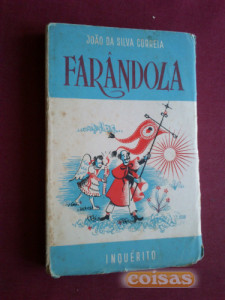 JOÃO DA SILVA CORREIA
FARÂNDOLA
INQUÉRITO
coisas